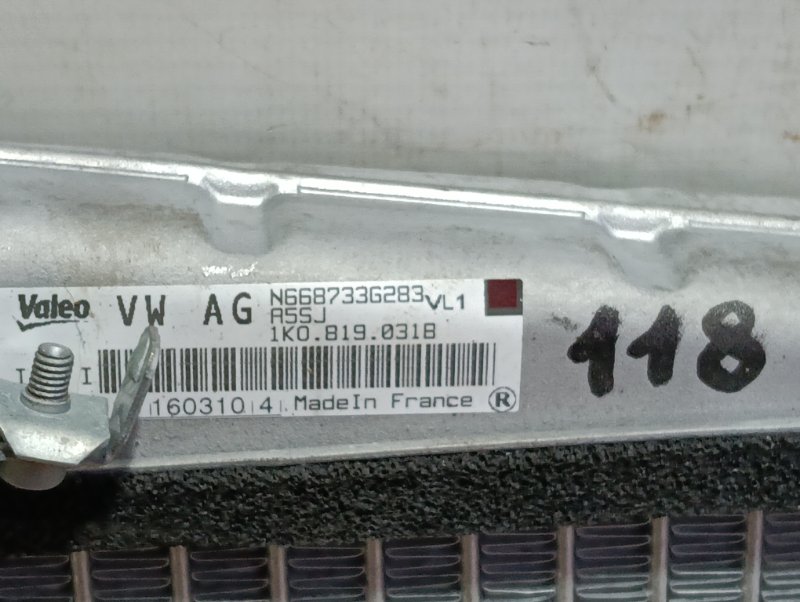 Valeo VW AG N668733G283 VL1
A5SJ
1K0.819.031B
I I
160310 4 MadeIn France R
118